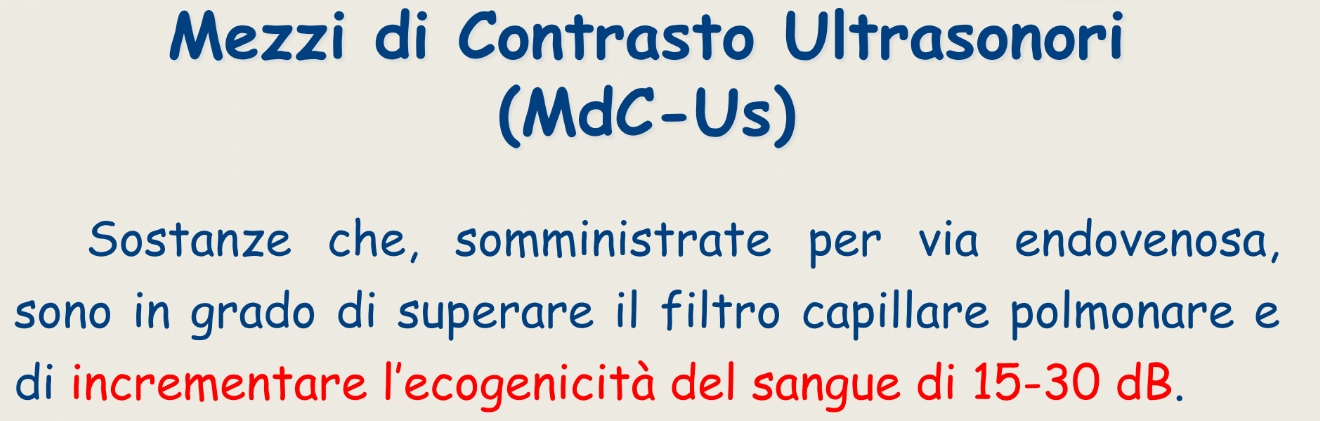 Mezzi di Contrasto Ultrasonori
(MdC-Us)
Sostanze che, somministrate per via endovenosa,
sono in grado di superare il filtro capillare polmonare e
di incrementare l’ecogenicità del sangue di 15-30 dB.